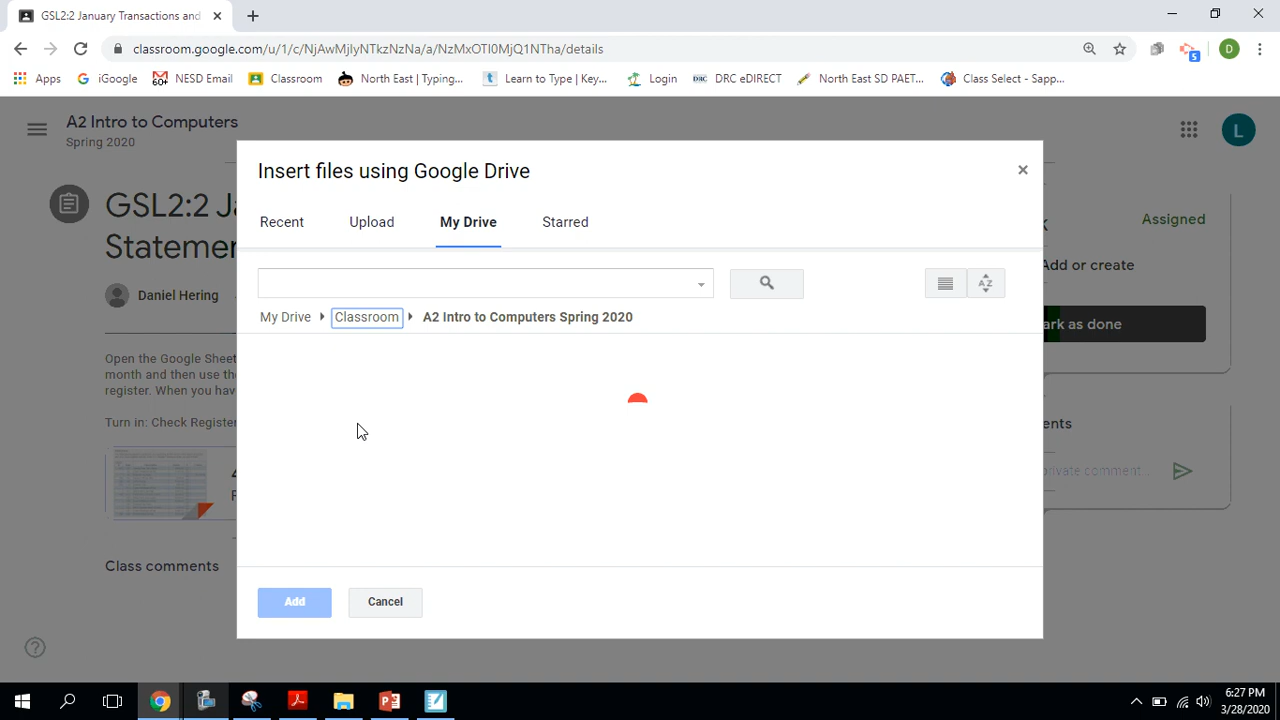 GSL2:2 January Transactions and
classroom.google.com/u/1/c/NjAwMjIyNTkzNzNa/a/NzMxOTI0MjQ1NTha/details
D
Apps
iGoogle
60+
NESD Email
Classroom
North East | Typing...
Learn to Type | Key...
Login
DRC eDIRECT
North East SD PAET...
Class Select - Sapp...
A2 Intro to Computers
Spring 2020
L
Insert files using Google Drive
Recent
Upload
My Drive
Starred
My Drive
Classroom
A2 Intro to Computers Spring 2020
Add
Cancel
GSL2:2 Ja
Statemen
Daniel Hering
Open the Google Sheet
month and then use the
register. When you hav
Turn in: Check Register
Class comments
Assigned
Add or create
ark as done
ents
private comment...
6:27 PM
3/28/2020